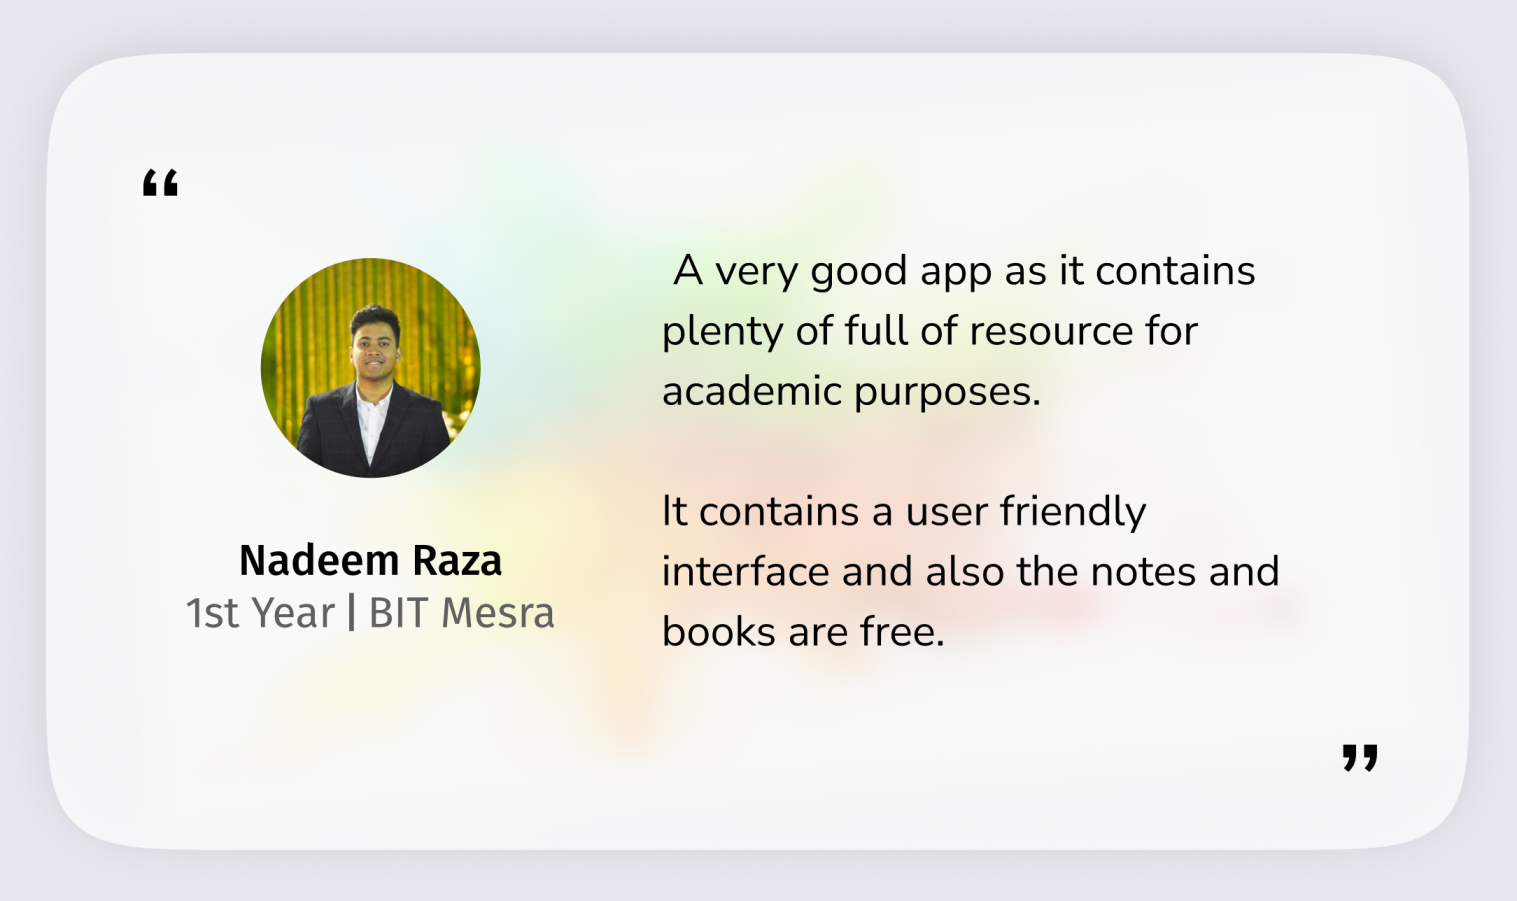 “
Nadeem Raza
1st Year | BIT Mesra
A very good app as it contains
plenty of full of resource for
academic purposes.
It contains a user friendly
interface and also the notes and
books are free.
”